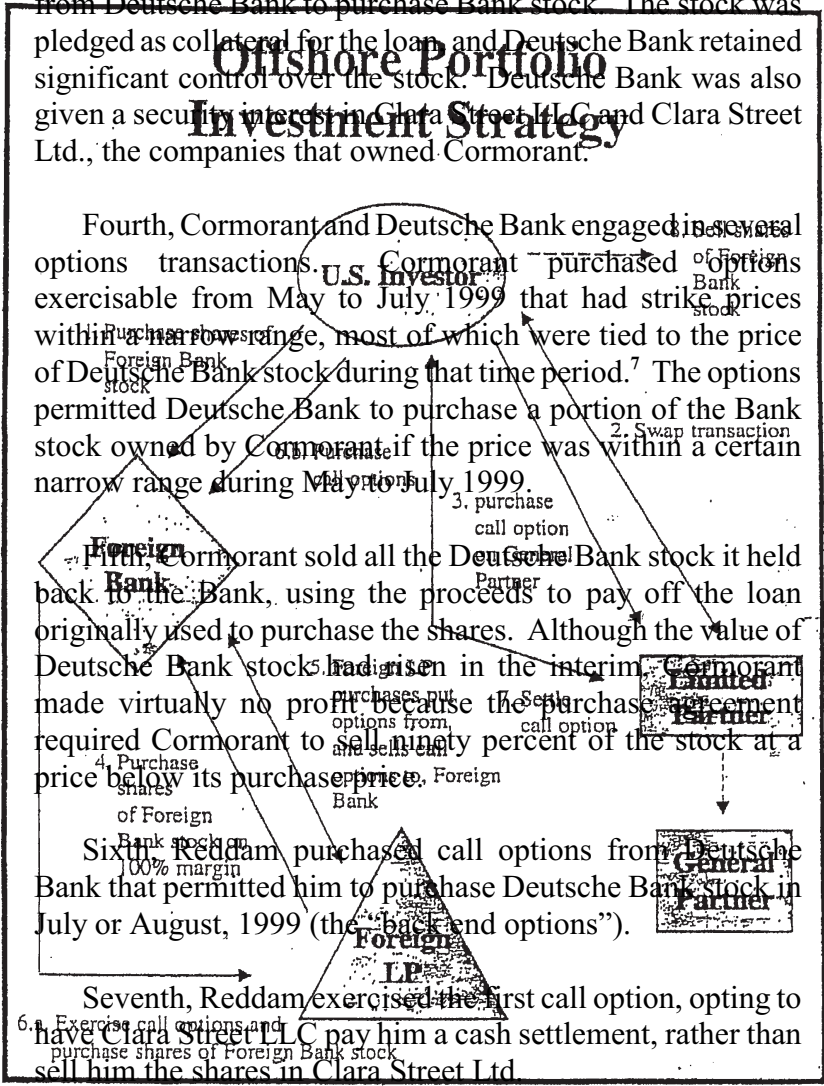 from Deutsche Bank to purchase Bank stock. The stock was
pledged as collateral for the loan, and Deutsche Bank retained
significant control over the stock. Deutsche Bank was also
given a security interest in Clara Street LLC and Clara Street
Ltd., the companies that owned Cormorant.
Fourth, Cormorant and Deutsche Bank engaged in several
options transactions. Cormorant purchased options
exercisable from May to July 1999 that had strike prices
within a narrow range, most of which were tied to the price
of Deutsche Bank stock during that time period.7 The options
permitted Deutsche Bank to purchase a portion of the Bank
stock owned by Cormorant if the price was within a certain
narrow range during May to July 1999.
Fifth, Cormorant sold all the Deutsche Bank stock it held
back to the Bank, using the proceeds to pay off the loan
originally used to purchase the shares. Although the value of
Deutsche Bank stock had risen in the interim, Cormorant
made virtually no profit because the purchase agreement
required Cormorant to sell ninety percent of the stock at a
price below its purchase price.
Sixth, Reddam purchased call options from Deutsche
Bank that permitted him to purchase Deutsche Bank stock in
July or August, 1999 (the "back end options").
Seventh, Reddam exercised the first call option, opting to
have Clara Street LLC pay him a cash settlement, rather than
sell him the shares in Clara Street Ltd.
Offshore Portfolio
Investment Strategy
U.S. Investor
8. Sell shares
of Foreign
Bank
stock
1. Purchase shares of
Foreign Bank
stock
2. Swap transaction
6.b. Purchase
call options
3. purchase
call option
on General
Partner
Foreign
Bank
5. Foreign LP
purchases put
options from,
and sells call
options to, Foreign
Bank
7. Settle
call option
Limited
Partner
4. Purchase
shares
of Foreign
Bank stock on
100% margin
General
Partner
Foreign
LP
6.a. Exercise call options and
purchase shares of Foreign Bank stock